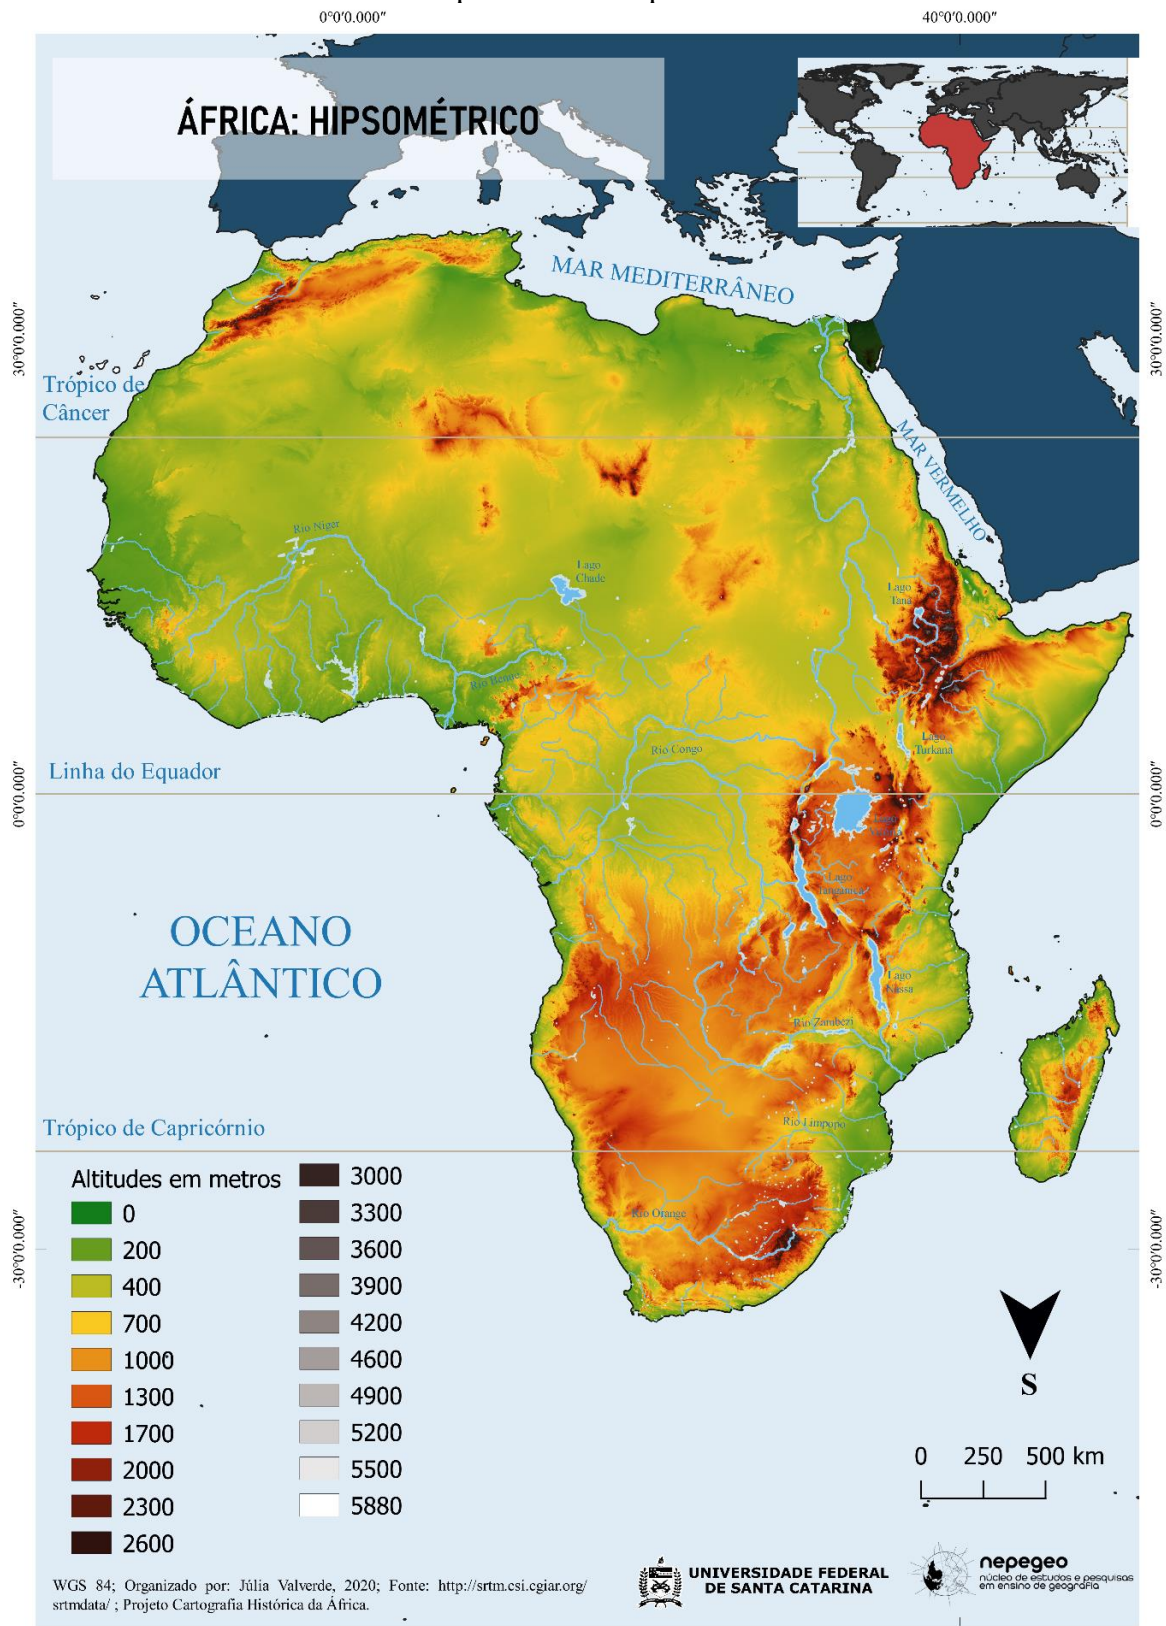 0°0'0.000"
40°0'0.000"
ÁFRICA: HIPSOMÉTRICO
MAR MEDITERRÂNEO
30°0'0.000"
30°0'0.000"
Trópico de
Câncer
MAR VERMELHO
Rio Niger
Lago
Chade
Lago
Tana
Rio Benue
Lago
Turkana
Rio Congo
Linha do Equador
0°0'0.000"
0°0'0.000"
Lago
Lago
Tanganica
OCEANO
ATLÂNTICO
Lago
Niassa
Rio Zambezi
Trópico de Capricórnio
Rio Limpopo
Rio Orange
-30°0'0.000"
-30°0'0.000"
Altitudes em metros
0
200
400
700
1000
1300
1700
2000
2300
2600
3000
3300
3600
3900
4200
4600
4900
5200
5500
5880
S
0 250 500 km
WGS 84; Organizado por: Júlia Valverde, 2020; Fonte: http://srtm.csi.cgiar.org/
srtmdata/ ; Projeto Cartografia Histórica da África.
UNIVERSIDADE FEDERAL
DE SANTA CATARINA
nepegeo
núcleo de estudos e pesquisas
em ensino de geografia